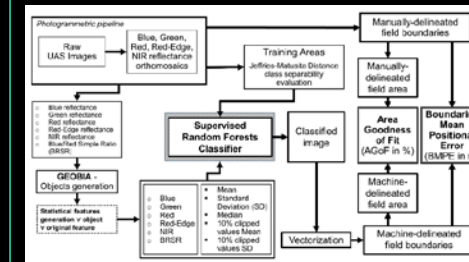 Photogrammetric pipeline
Raw
UAS Images
Blue, Green,
Red, Red-Edge,
NIR reflectance
orthomosaics
Training Areas
Jeffries-Matusita Distance
class separability
evaluation
Manually-delineated
field boundaries
Blue reflectance
Green reflectance
Red reflectance
Red-Edge reflectance
NIR reflectance
Blue/Red Simple Ratio
(BRSR)
GEOBIA -
Objects generation
Statistical features
generation v object
v original feature
Supervised
Random Forests
Classifier
Blue
Green
Red
Red-Edge
NIR
BRSR
Mean
Standard
Deviation (SD)
Median
10% clipped
values Mean
10% clipped
values SD
Classified
image
Vectorization
Manually-
delineated
field area
Area
Goodness
of Fit
(AGoF in %)
Machine-
delineated
field area
Boundarie
Mean
Positiona
Error
(BMPE in
Machine-delineated
field boundaries